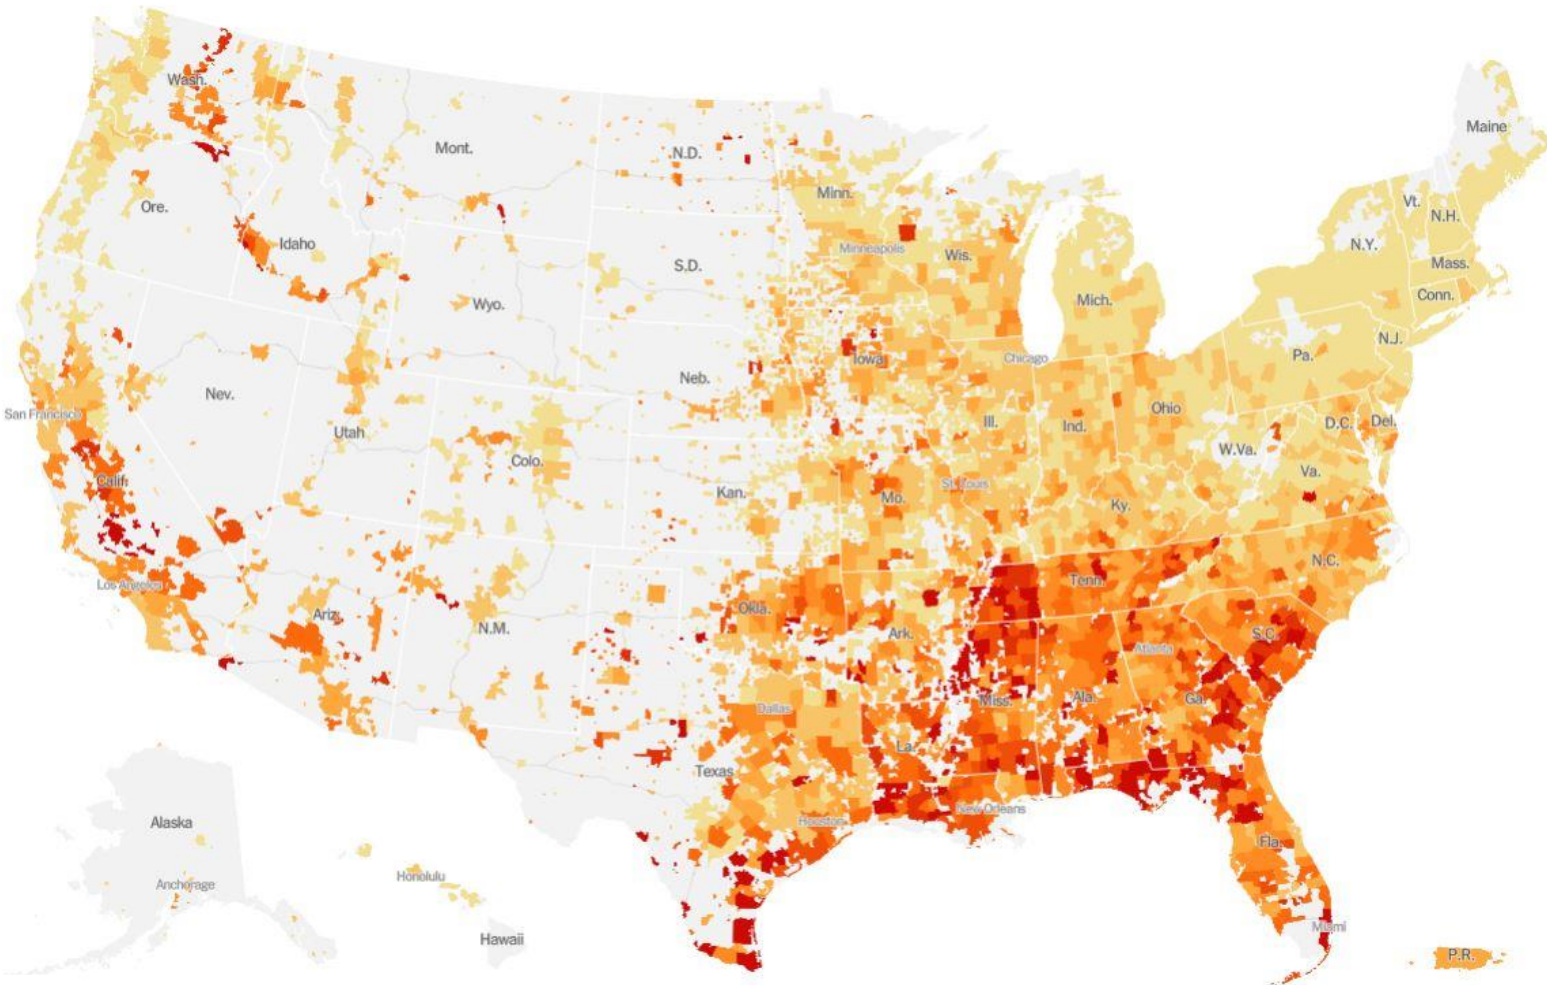 Wash.
Mont.
N.D.
Minn.
Maine
Vt.
N.H.
Ore.
Idaho
S.D.
Minneapolis
Wis.
N.Y.
Mass.
Wyo.
Mich.
Conn.
Iowa
Chicago
Pa.
N.J.
Nev.
Neb.
San Francisco
Utah
Colo.
Ill.
Ind.
Ohio
D.C.
Del.
W.Va.
Calif.
Kan.
Mo.
St. Louis
Ky.
Va.
Los Angeles
Ariz.
N.M.
Okla.
Ark.
Tenn.
N.C.
Atlanta
S.C.
Dallas
Miss.
Ala.
Ga.
Texas
La.
Alaska
Houston
New Orleans
Fla.
Anchorage
Honolulu
Hawaii
Miami
P.R.